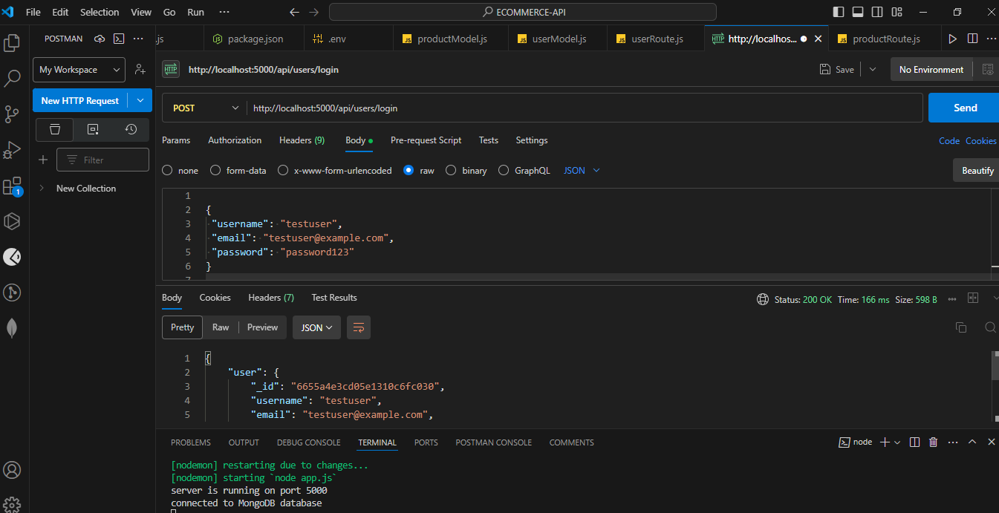 File Edit Selection View Go Run ··· ECOMMERCE-API
POSTMAN
.js package.json .env productModel.js userModel.js userRoute.js http://localhos... productRoute.js
My Workspace
HTTP http://localhost:5000/api/users/login Save No Environment
New HTTP Request
POST http://localhost:5000/api/users/login Send
Params Authorization Headers (9) Body Pre-request Script Tests Settings Code Cookies
Filter
none form-data x-www-form-urlencoded raw binary GraphQL JSON Beautify
New Collection
1
1
2 {
3 "username": "testuser",
4 "email": "testuser@example.com",
5 "password": "password123"
6 }
7
Body Cookies Headers (7) Test Results Status: 200 OK Time: 166 ms Size: 598 B
Pretty Raw Preview JSON
1 {
2 "user": {
3 "_id": "6655a4e3cd05e1310c6fc030",
4 "username": "testuser",
5 "email": "testuser@example.com",
PROBLEMS OUTPUT DEBUG CONSOLE TERMINAL PORTS POSTMAN CONSOLE COMMENTS node
[nodemon] restarting due to changes...
[nodemon] starting `node app.js`
server is running on port 5000
connected to MongoDB database